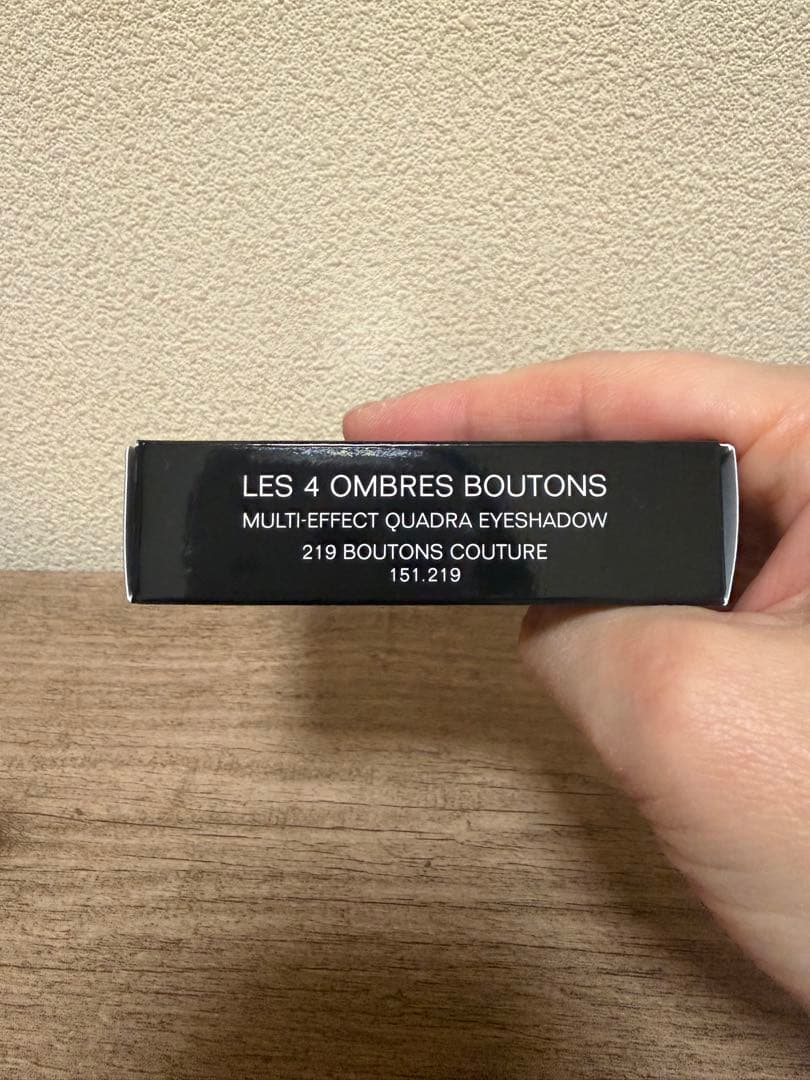 LES 4 OMBRES BOUTONS
MULTI-EFFECT QUADRA EYESHADOW
219 BOUTONS COUTURE
151.219